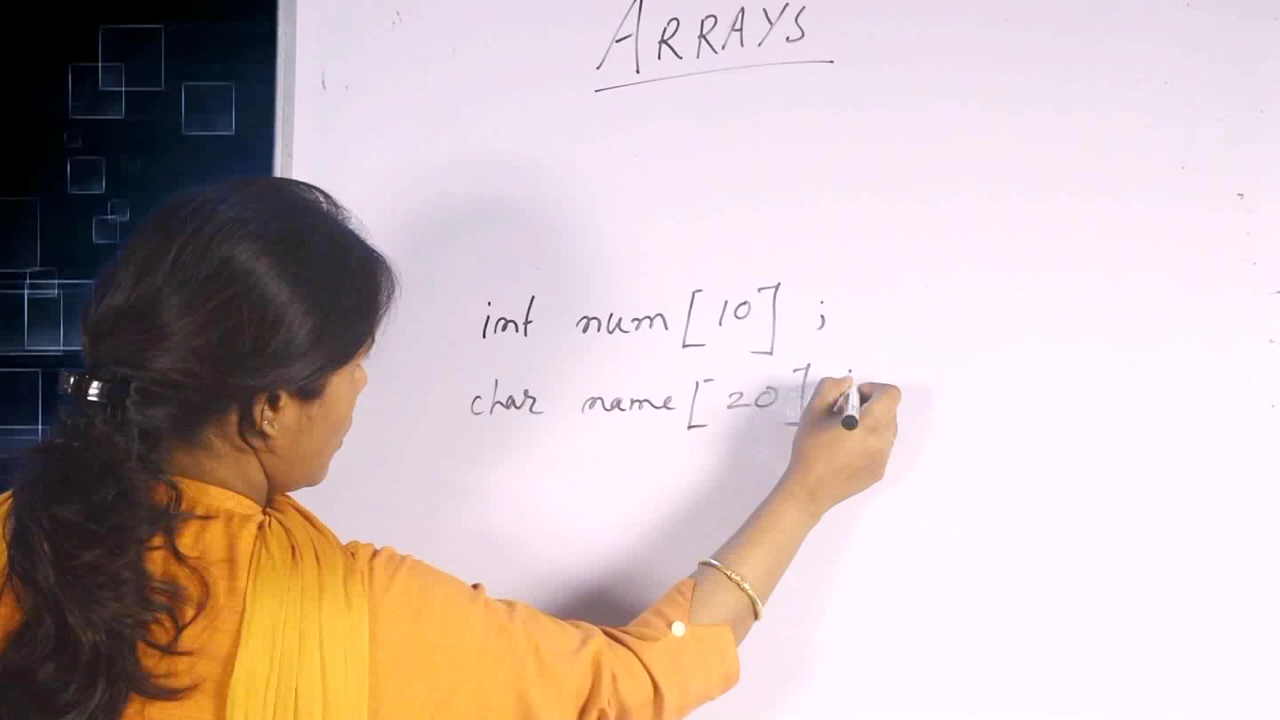 ARRAYS
int num [10] ;
char name [20] ;